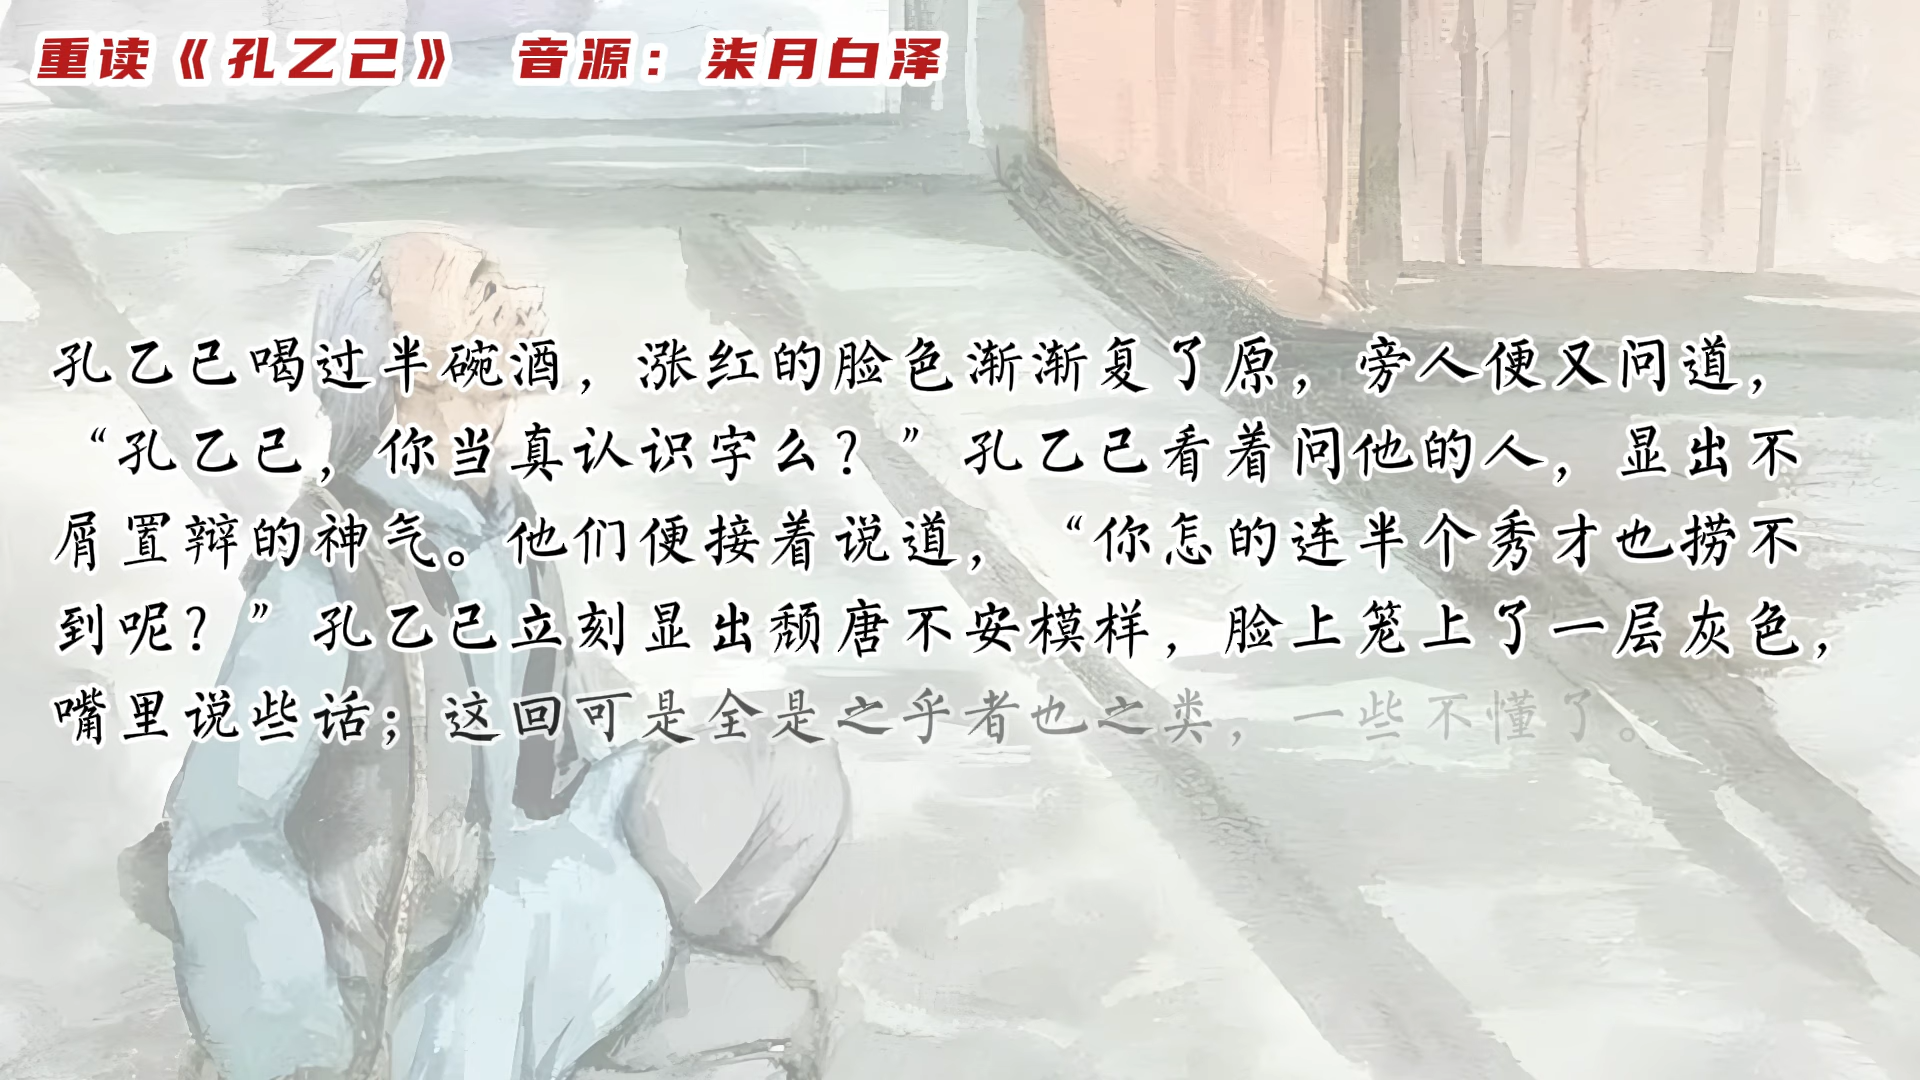 重读《孔乙己》 音源：柒月白泽
孔乙己喝过半碗酒，涨红的脸色渐渐复了原，旁人便又问道，
“孔乙己，你当真认识字么？”孔乙己看着问他的人，显出不
屑置辩的神气。他们便接着说道，“你怎的连半个秀才也捞不
到呢？”孔乙己立刻显出颓唐不安模样，脸上笼上了一层灰色，
嘴里说些话；这回可是全是之乎者也之类，一些不懂了。